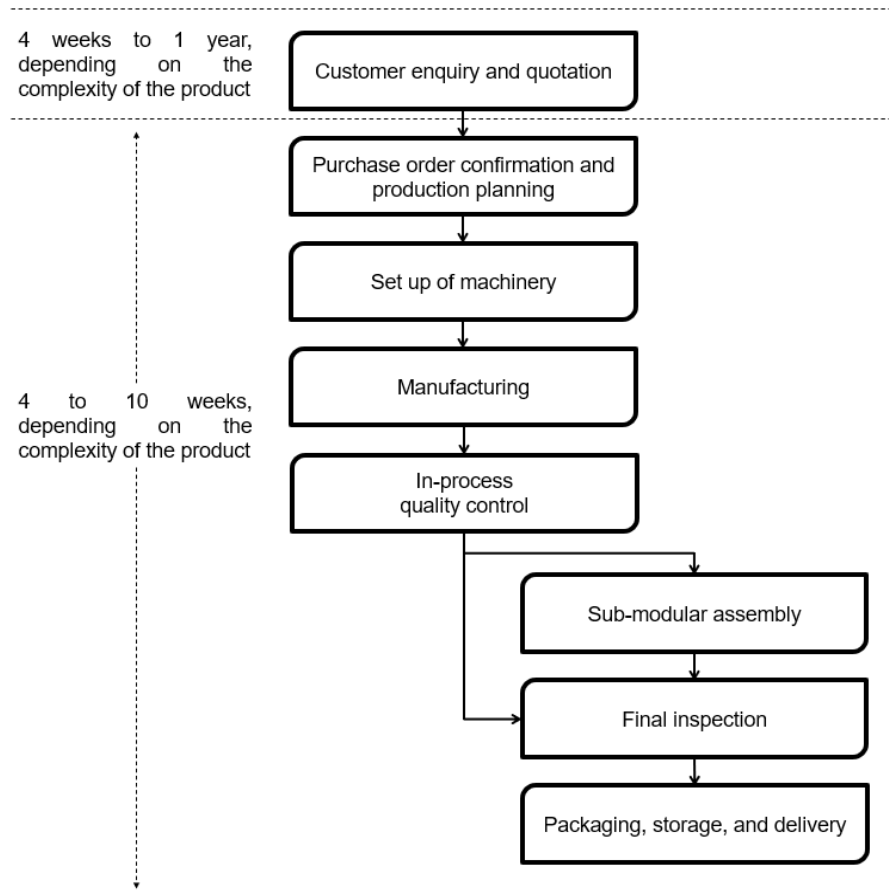 4 weeks to 1 year,
depending on the
complexity of the product
Customer enquiry and quotation
Purchase order confirmation and
production planning
Set up of machinery
Manufacturing
4 to 10 weeks,
depending on the
complexity of the product
In-process
quality control
Sub-modular assembly
Final inspection
Packaging, storage, and delivery